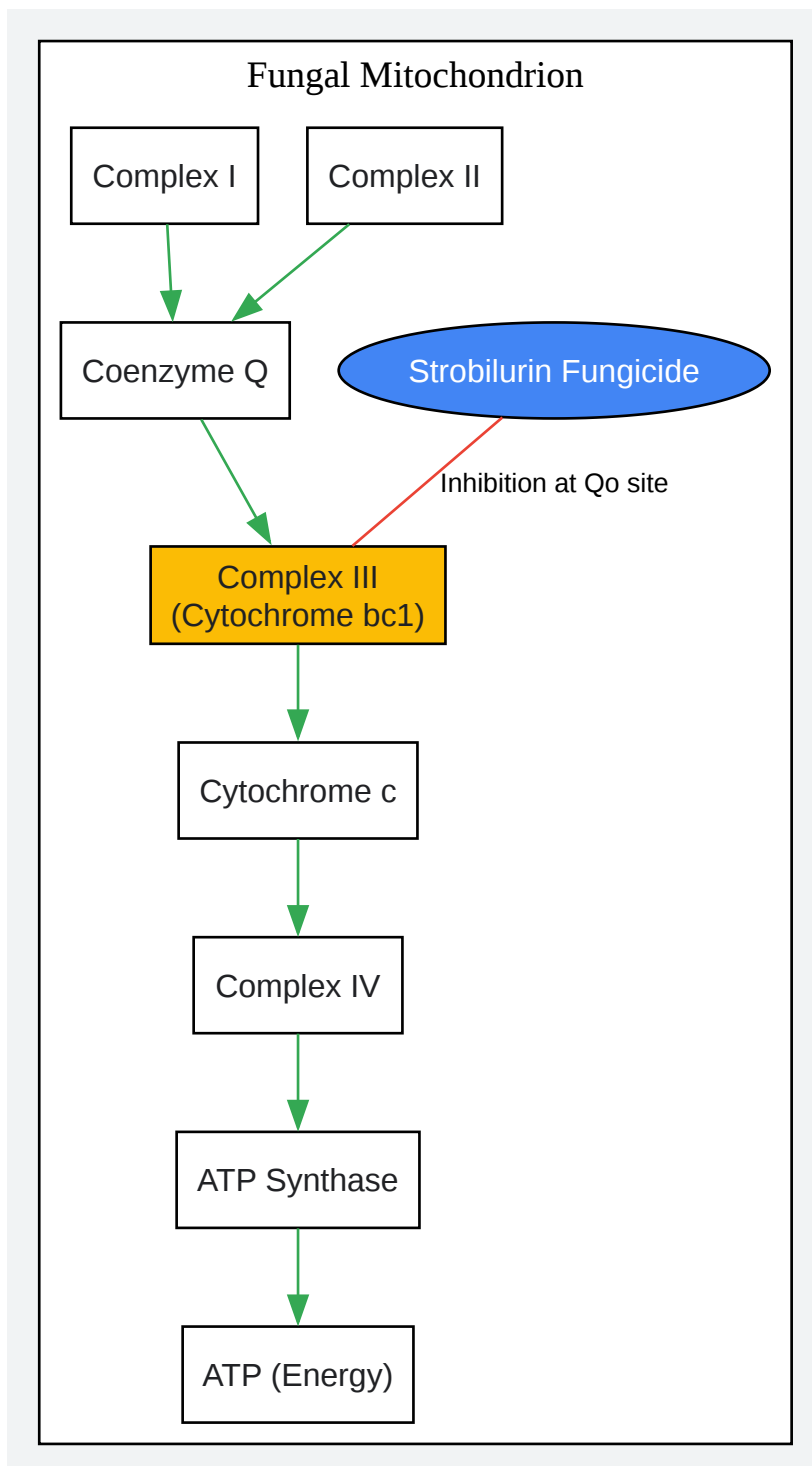 Fungal Mitochondrion
Complex I
Complex II
Coenzyme Q
Strobilurin Fungicide
Inhibition at Qo site
Complex III
(Cytochrome bc1)
Cytochrome c
Complex IV
ATP Synthase
ATP (Energy)